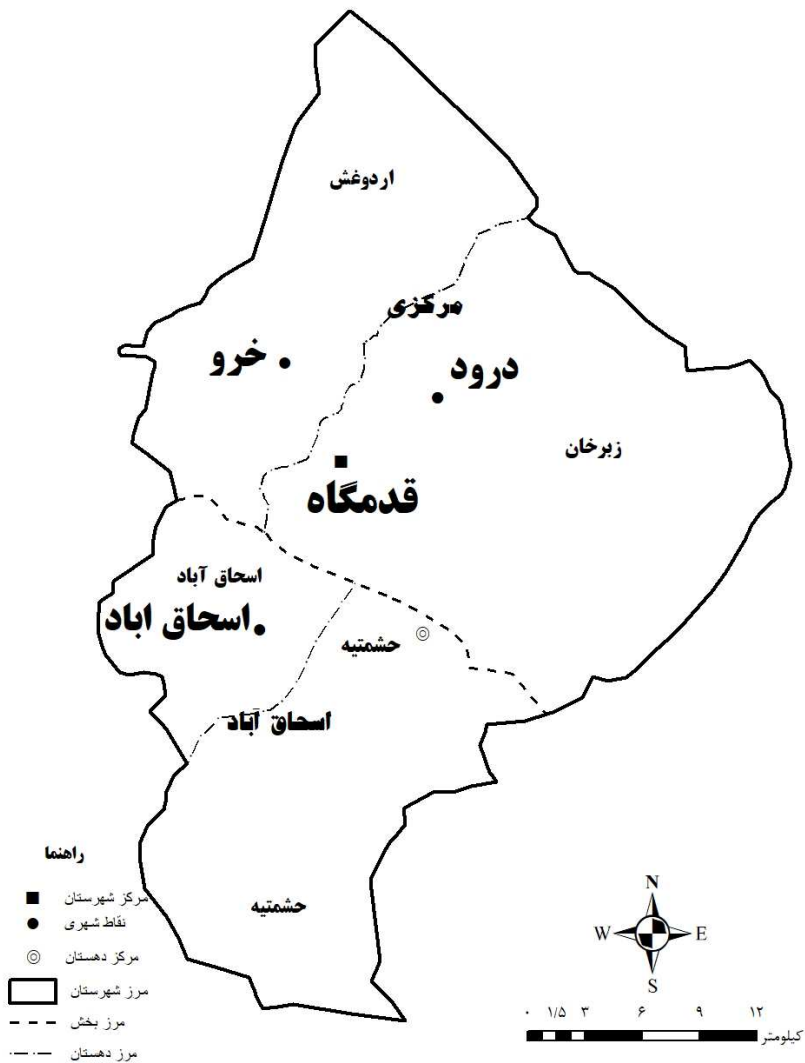 اردوغش
مرکزی
خرو
درود
زبرخان
قدمگاه
اسحاق آباد
اسحاق اباد
حشمتیه
اسحاق آباد
حشمتیه
راهنما
مرکز شهرستان
نقاط شهری
مرکز دهستان
مرز شهرستان
مرز بخش
مرز دهستان
N
W E
S
۰ ۱/۵ ۳ ۶ ۹ ۱۲
کیلومتر